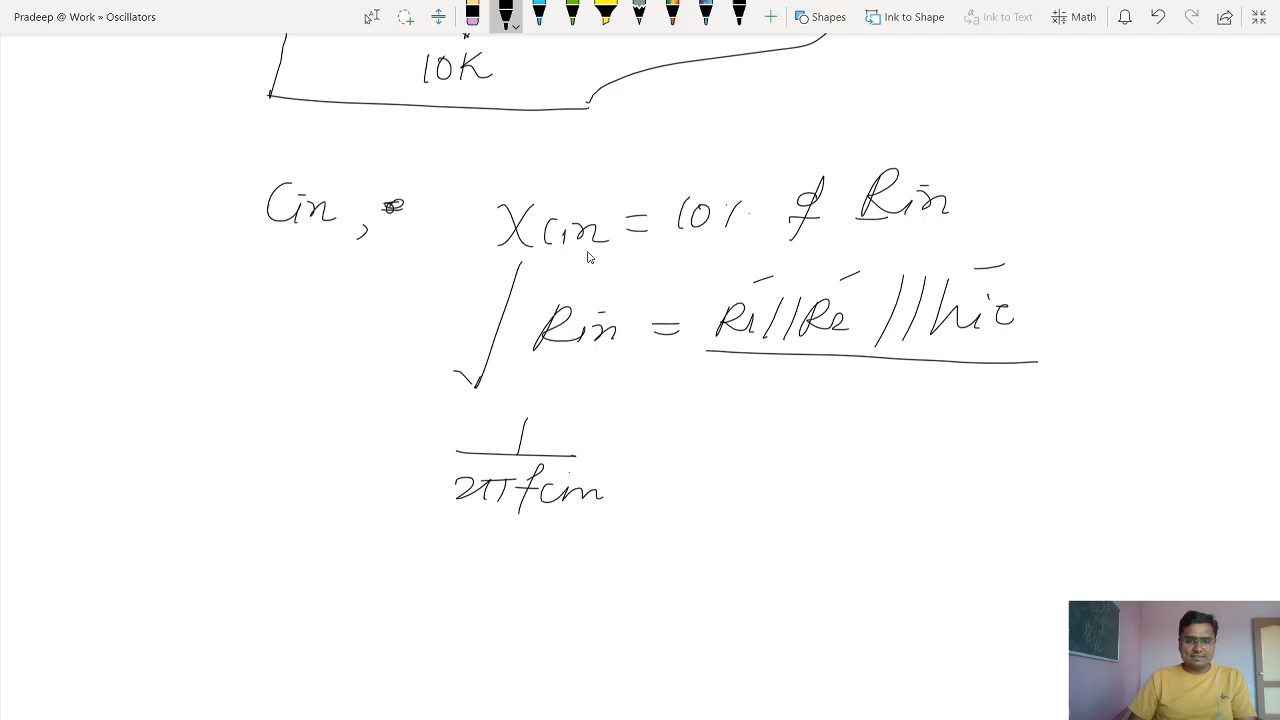 Pradeep @ Work » Oscillators
Shapes Ink to Shape Ink to Text Math
10K
Cin, XCin = 10% of Rin
Rin = R1//R2 //hie
1
2πfcin